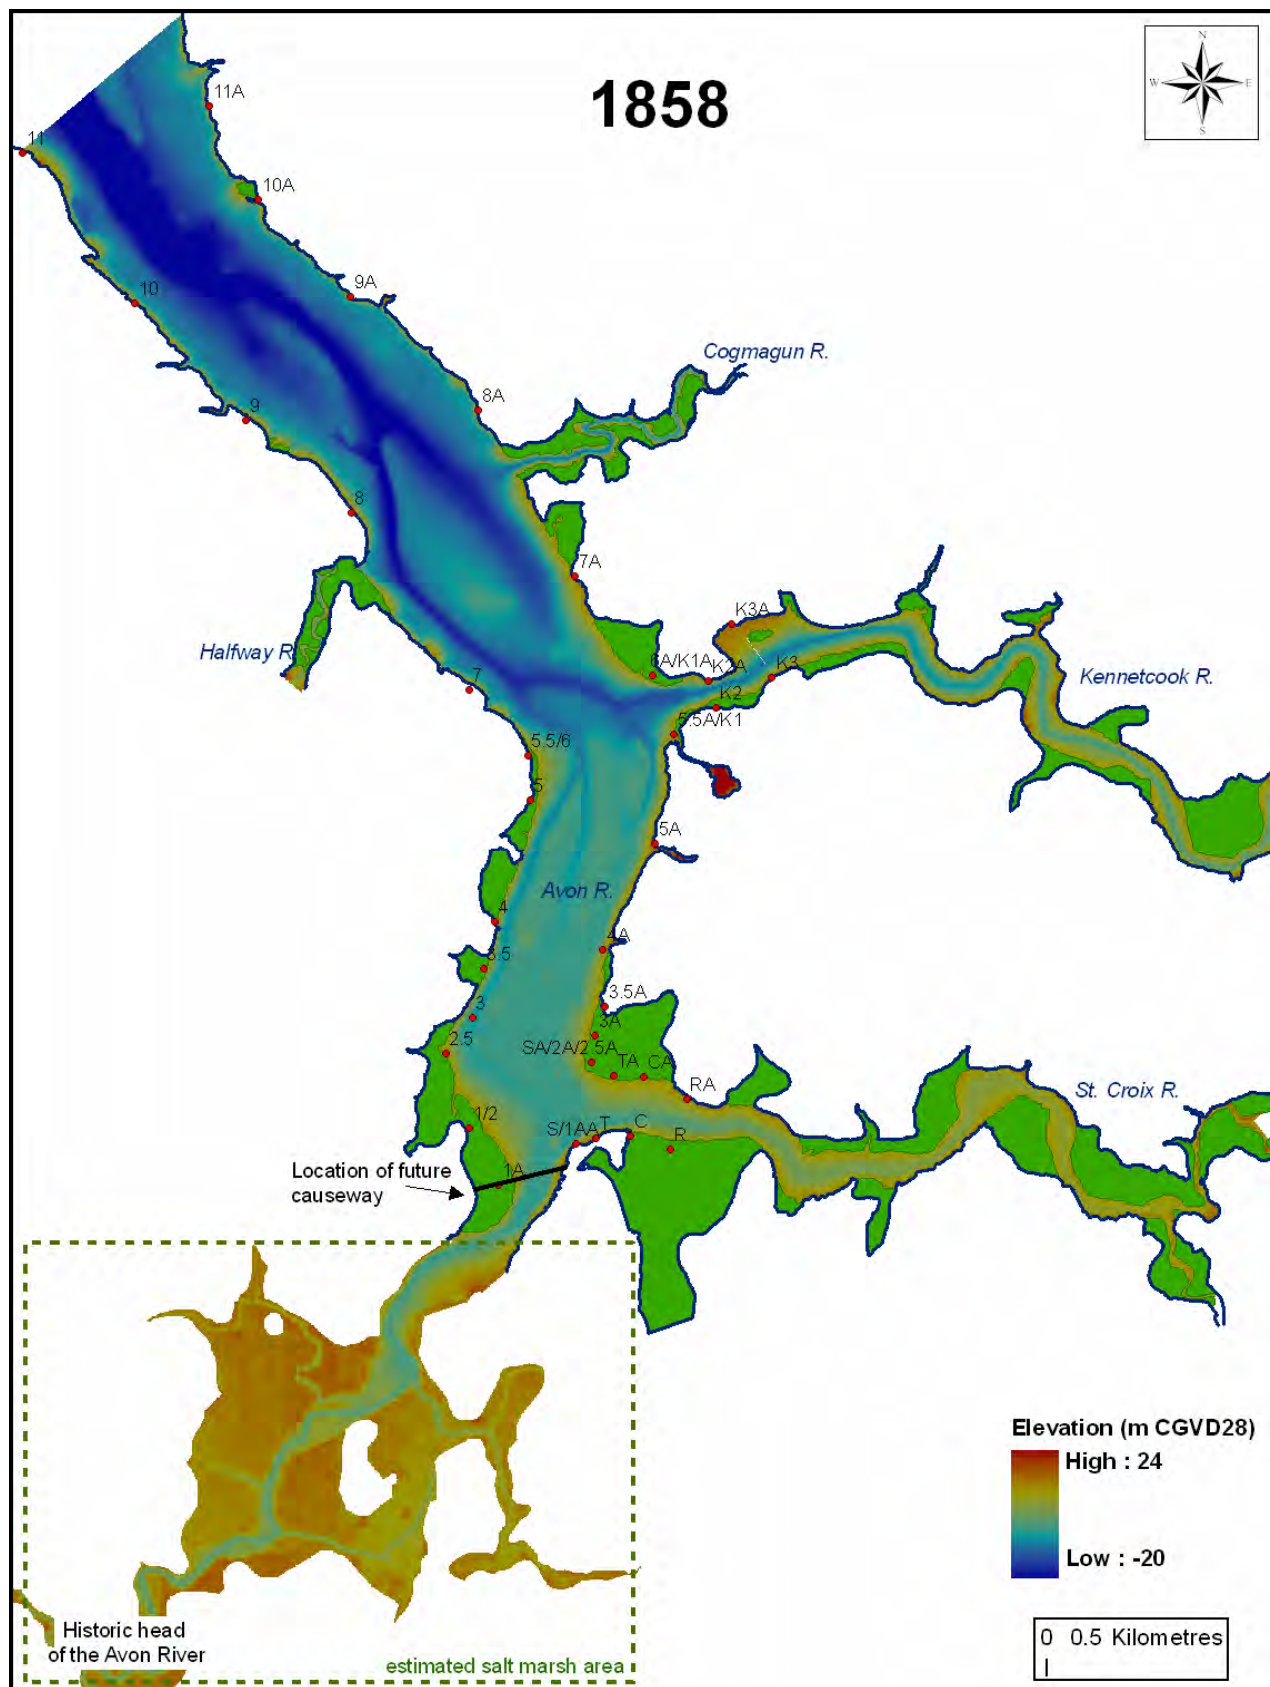 1858
N
W E
S
11A
11
10A
9A
10
Cogmagun R.
8A
9
8
7A
K3A
Halfway R.
6A/K1A
K2A
K3
Kennetcook R.
7
K2
5.5A/K1
5.5/6
5
5A
Avon R.
4
4A
3.5
3.5A
3
3A
2.5
SA/2A/2.5A
TA
CA
RA
St. Croix R.
1/2
S/1AA
T
C
R
Location of future
causeway
1A
Elevation (m CGVD28)
High : 24
Low : -20
Historic head
of the Avon River
estimated salt marsh area
0 0.5 Kilometres